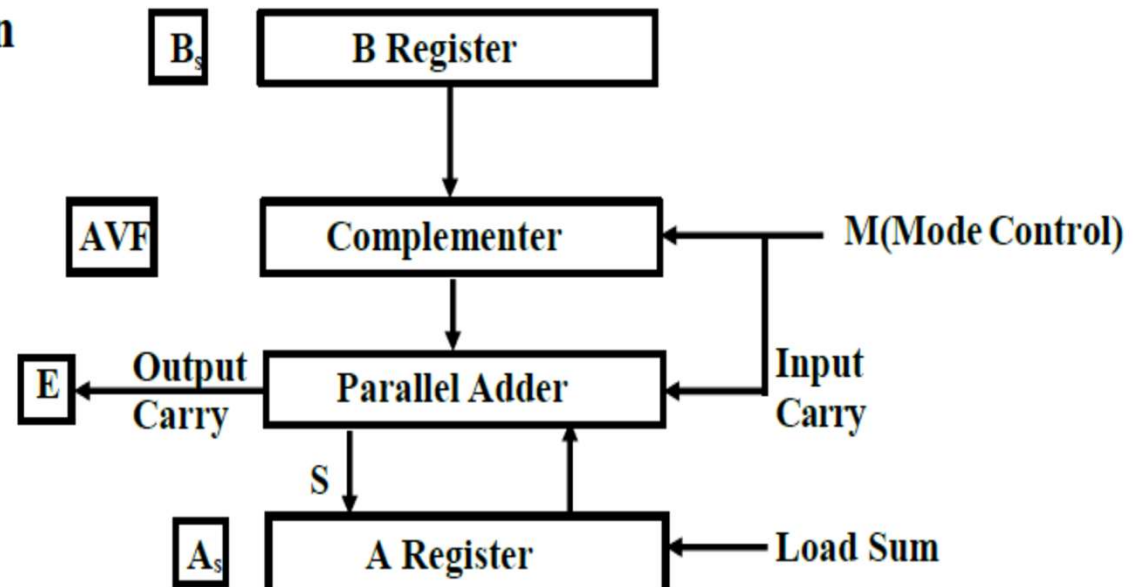 n
Bs
B Register
AVF
Complementer
M(Mode Control)
E
Output
Carry
Parallel Adder
Input
Carry
S
As
A Register
Load Sum